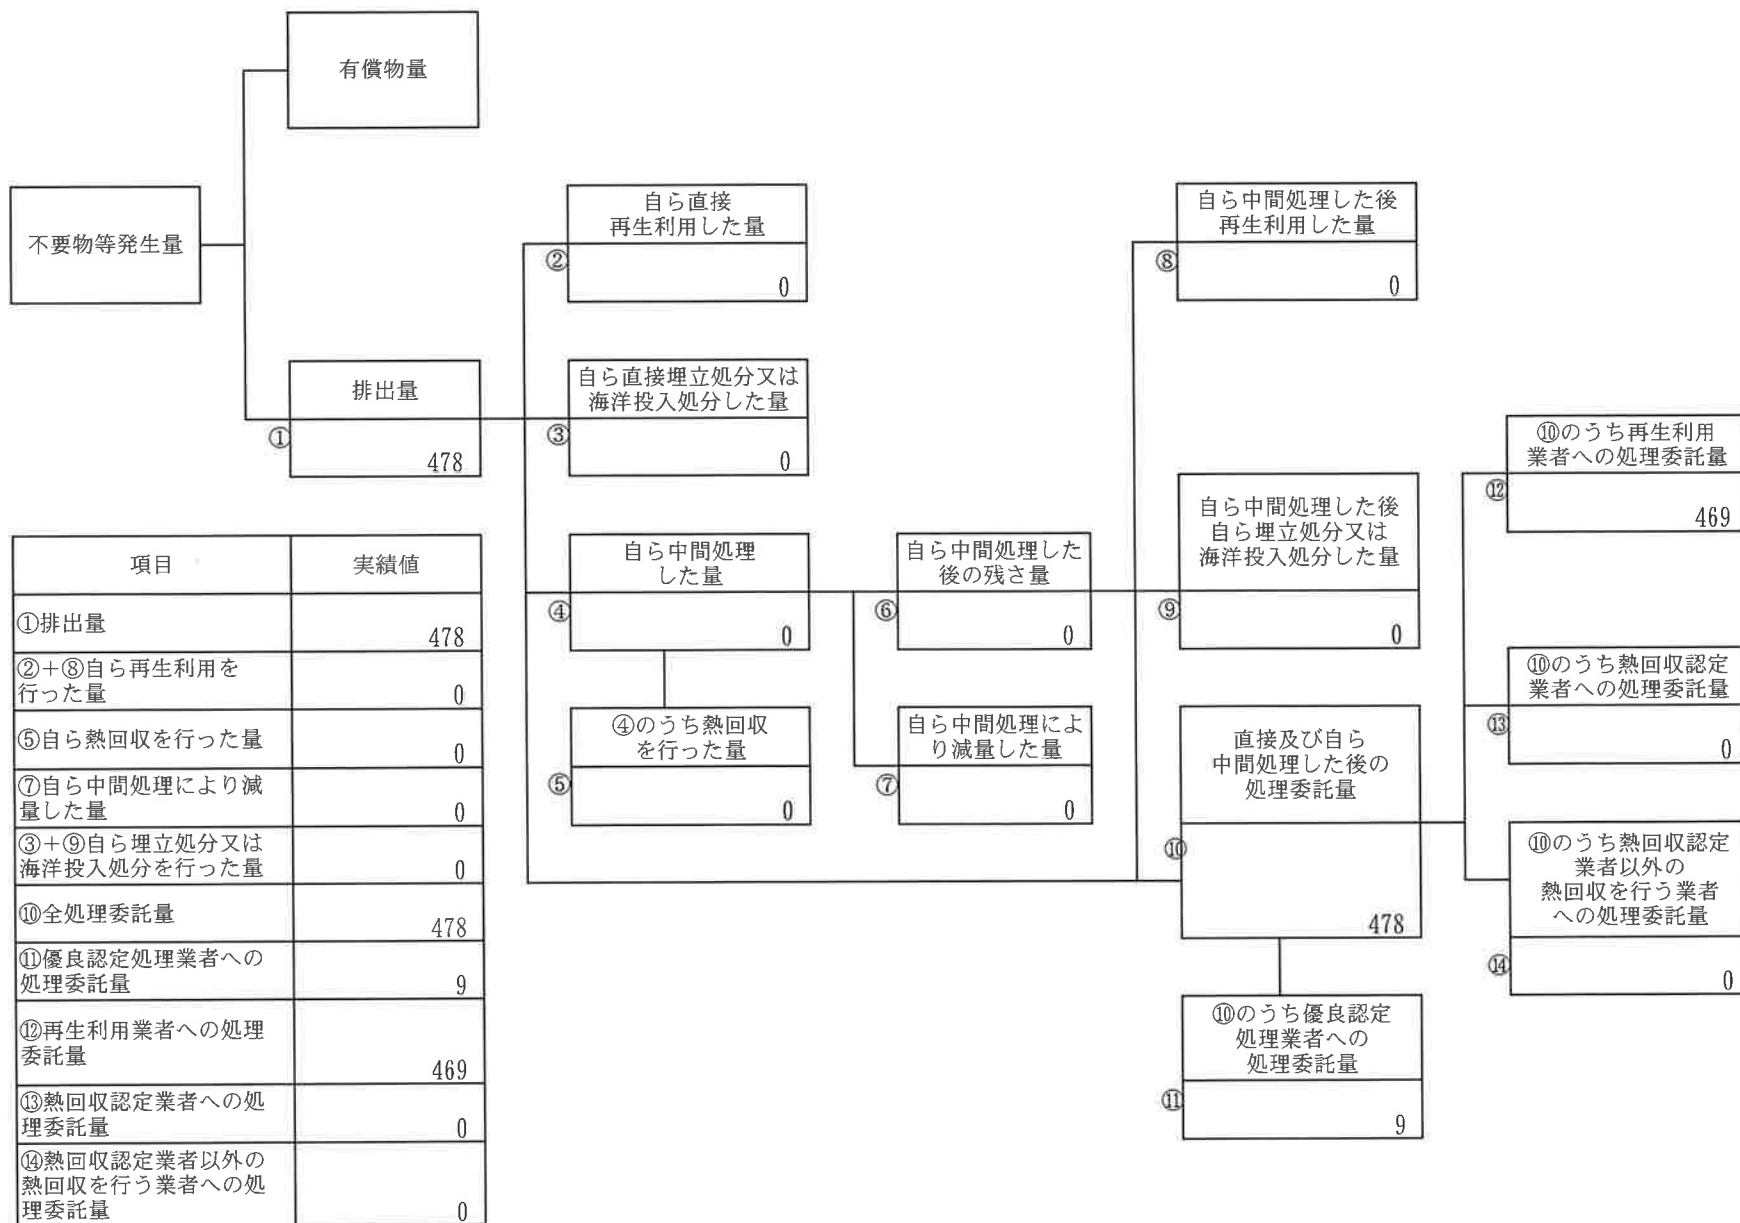 有償物量
不要物等発生量
排出量
①
478
自ら直接
再生利用した量
②
0
自ら直接埋立処分又は
海洋投入処分した量
③
0
自ら中間処理
した量
④
0
④のうち熱回収
を行った量
⑤
0
自ら中間処理した
後の残さ量
⑥
0
自ら中間処理によ
り減量した量
⑦
0
自ら中間処理した後
再生利用した量
⑧
0
自ら中間処理した後
自ら埋立処分又は
海洋投入処分した量
⑨
0
直接及び自ら
中間処理した後の
処理委託量
⑩
478
⑩のうち優良認定
処理業者への
処理委託量
⑪
9
⑩のうち再生利用
業者への処理委託量
⑫
469
⑩のうち熱回収認定
業者への処理委託量
⑬
0
⑩のうち熱回収認定
業者以外の
熱回収を行う業者
への処理委託量
⑭
0
項目 実績値
①排出量 478
②+⑧自ら再生利用を
行った量 0
⑤自ら熱回収を行った量 0
⑦自ら中間処理により減
量した量 0
③+⑨自ら埋立処分又は
海洋投入処分を行った量 0
⑩全処理委託量 478
⑪優良認定処理業者への
処理委託量 9
⑫再生利用業者への処理
委託量 469
⑬熱回収認定業者への処
理委託量 0
⑭熱回収認定業者以外の
熱回収を行う業者への処
理委託量 0